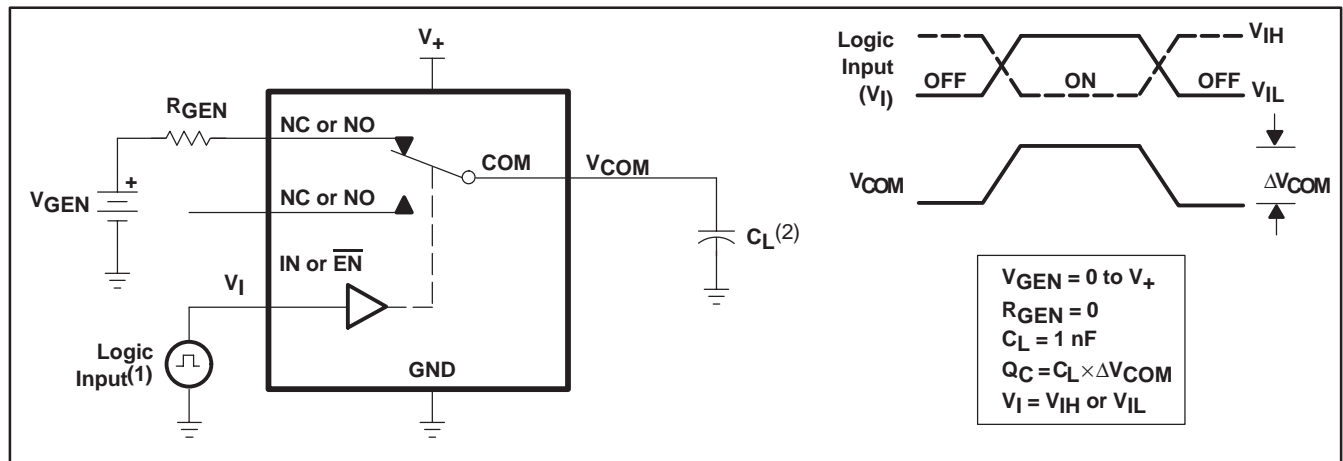 V+
RGEN
NC or NO
COM
VCOM
VGEN
+
NC or NO
CL(2)
IN or E̅N̅
VI
Logic
Input(1)
GND
Logic
Input
(VI)
OFF
ON
OFF
VIH
VIL
VCOM
ΔVCOM
VGEN = 0 to V+
RGEN = 0
CL = 1 nF
QC = CL × ΔVCOM
VI = VIH or VIL